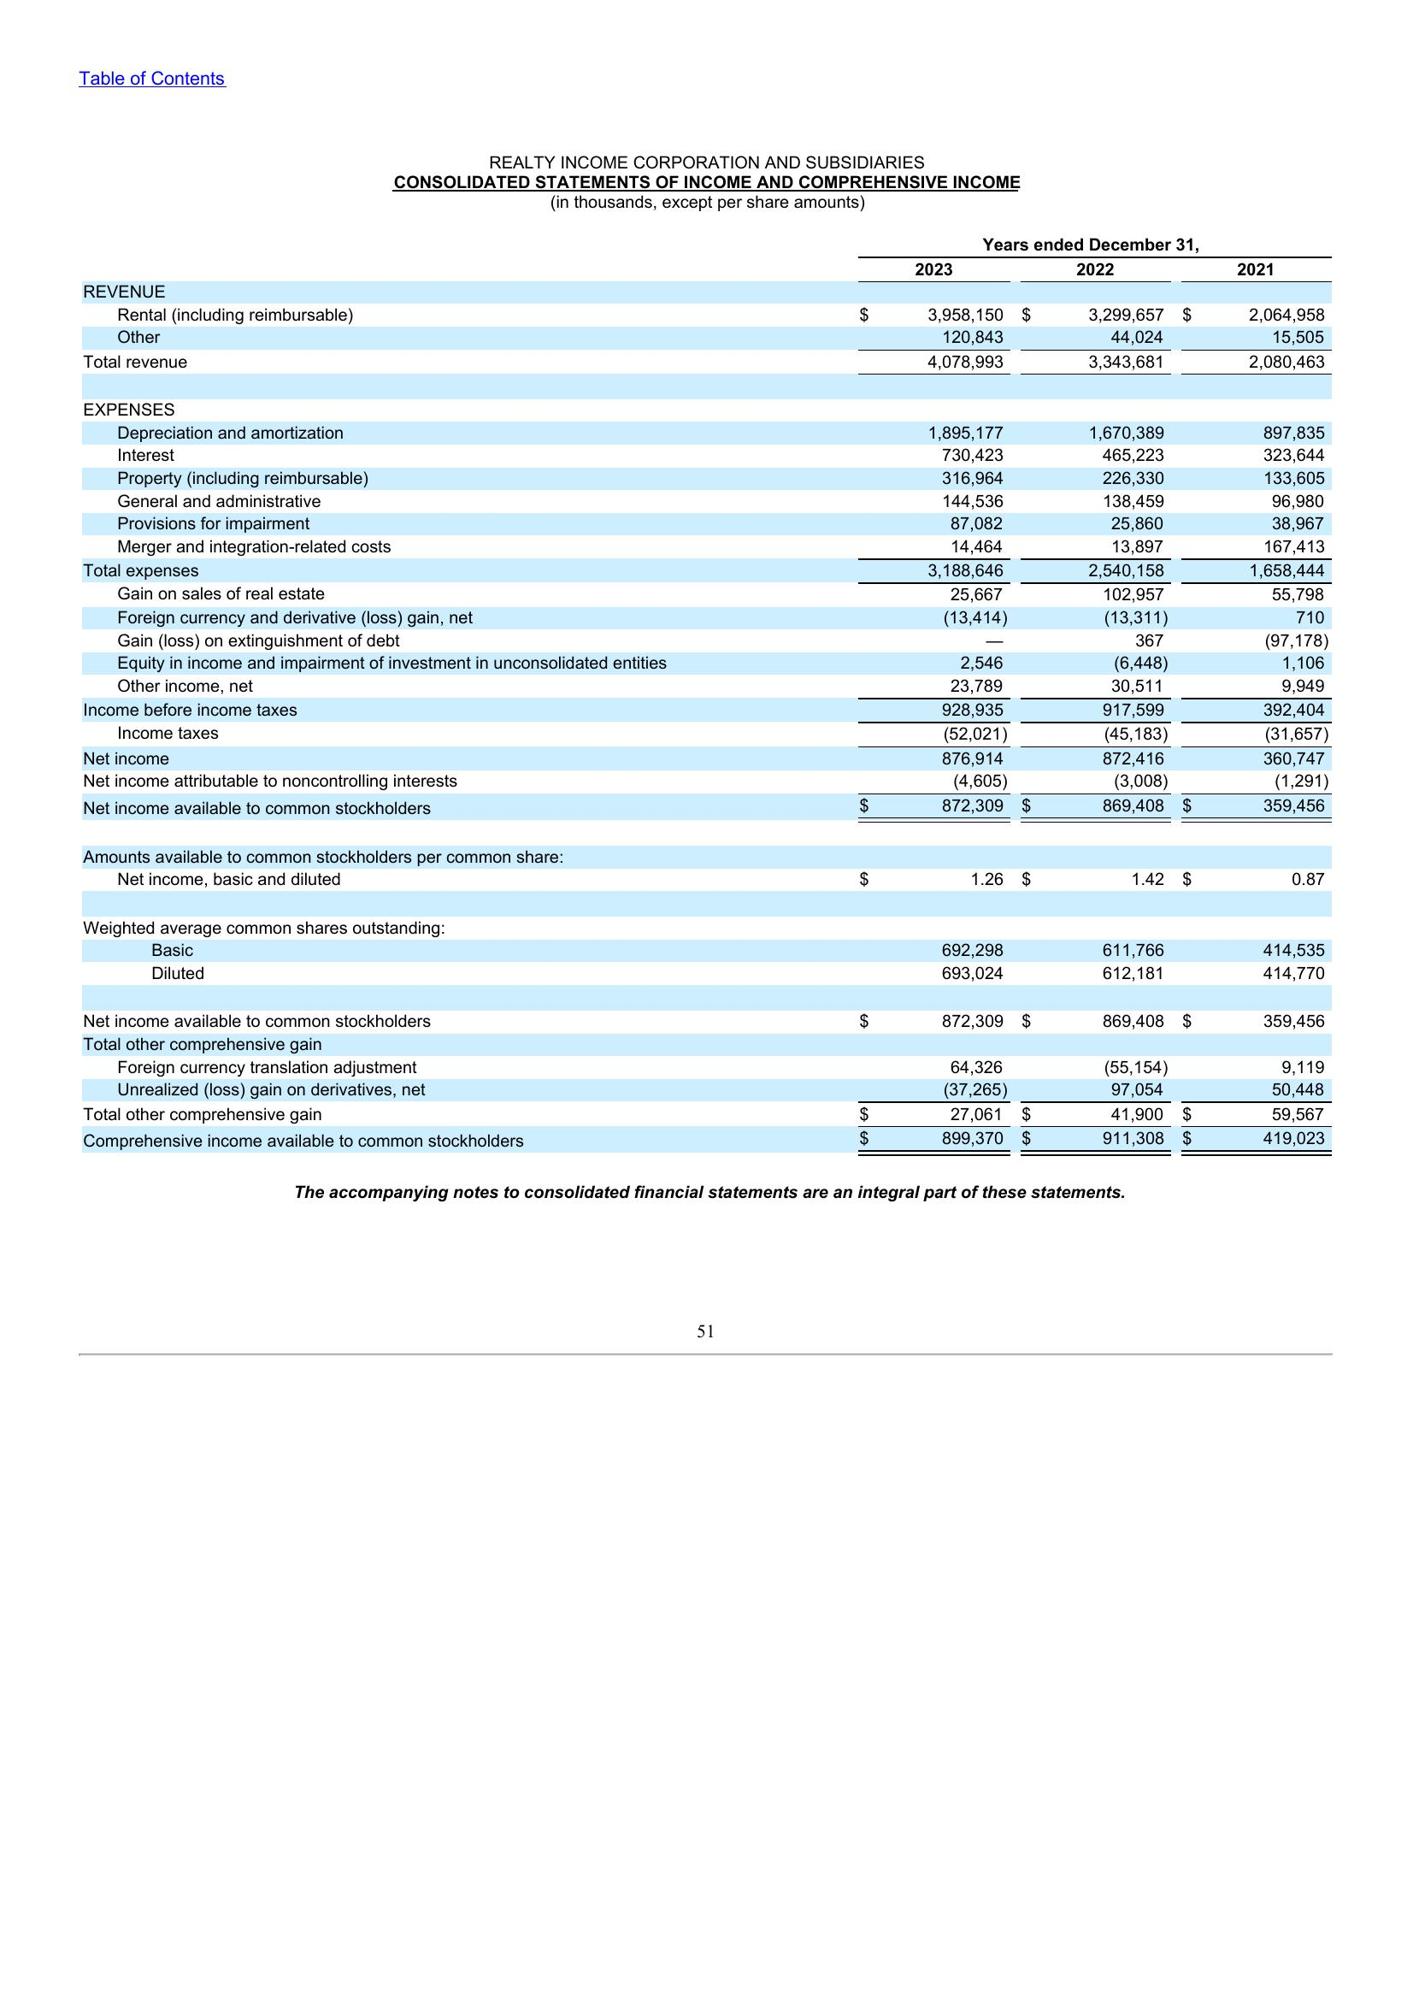 Table of Contents
REALTY INCOME CORPORATION AND SUBSIDIARIES
CONSOLIDATED STATEMENTS OF INCOME AND COMPREHENSIVE INCOME
(in thousands, except per share amounts)
Years ended December 31,
2023 2022 2021
REVENUE
Rental (including reimbursable) $ 3,958,150 $ 3,299,657 $ 2,064,958
Other 120,843 44,024 15,505
Total revenue 4,078,993 3,343,681 2,080,463
EXPENSES
Depreciation and amortization 1,895,177 1,670,389 897,835
Interest 730,423 465,223 323,644
Property (including reimbursable) 316,964 226,330 133,605
General and administrative 144,536 138,459 96,980
Provisions for impairment 87,082 25,860 38,967
Merger and integration-related costs 14,464 13,897 167,413
Total expenses 3,188,646 2,540,158 1,658,444
Gain on sales of real estate 25,667 102,957 55,798
Foreign currency and derivative (loss) gain, net (13,414) (13,311) 710
Gain (loss) on extinguishment of debt — 367 (97,178)
Equity in income and impairment of investment in unconsolidated entities 2,546 (6,448) 1,106
Other income, net 23,789 30,511 9,949
Income before income taxes 928,935 917,599 392,404
Income taxes (52,021) (45,183) (31,657)
Net income 876,914 872,416 360,747
Net income attributable to noncontrolling interests (4,605) (3,008) (1,291)
Net income available to common stockholders $ 872,309 $ 869,408 $ 359,456
Amounts available to common stockholders per common share:
Net income, basic and diluted $ 1.26 $ 1.42 $ 0.87
Weighted average common shares outstanding:
Basic 692,298 611,766 414,535
Diluted 693,024 612,181 414,770
Net income available to common stockholders $ 872,309 $ 869,408 $ 359,456
Total other comprehensive gain
Foreign currency translation adjustment 64,326 (55,154) 9,119
Unrealized (loss) gain on derivatives, net (37,265) 97,054 50,448
Total other comprehensive gain $ 27,061 $ 41,900 $ 59,567
Comprehensive income available to common stockholders $ 899,370 $ 911,308 $ 419,023
The accompanying notes to consolidated financial statements are an integral part of these statements.
51